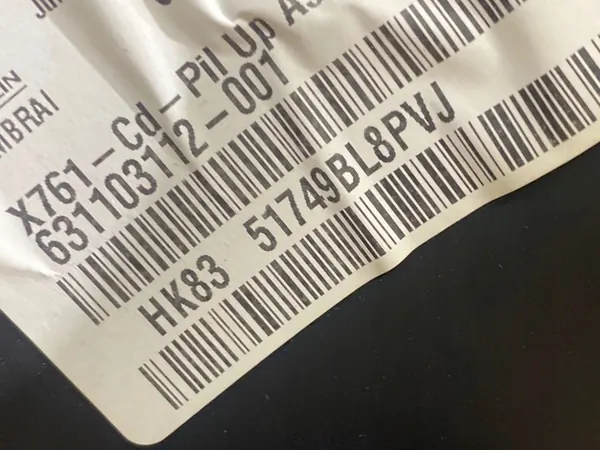 X761-Cd-Pil Up
631103112-001
HK83 51749BL8PVJ